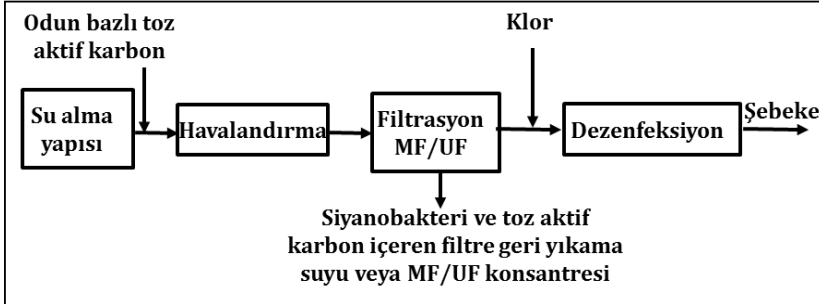 Odun bazlı toz
aktif karbon
Klor
Su alma
yapısı
Havalandırma
Filtrasyon
MF/UF
Dezenfeksiyon
Şebeke
Siyanobakteri ve toz aktif
karbon içeren filtre geri yıkama
suyu veya MF/UF konsantresi